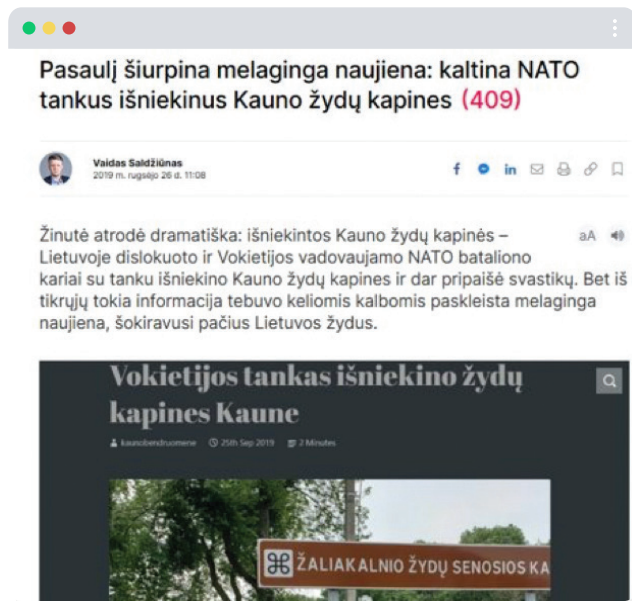 Pasaulį šiurpina melaginga naujiena: kaltina NATO
tankus išniekinus Kauno žydų kapines (409)
Vaidas Saldžiūnas
2019 m. rugsėjo 26 d. 11:08
f in
Žinutė atrodė dramatiška: išniekintos Kauno žydų kapinės –
aA
Lietuvoje dislokuoto ir Vokietijos vadovaujamo NATO bataliono
kariai su tanku išniekino Kauno žydų kapines ir dar pripaišė svastikų. Bet iš
tikrųjų tokia informacija tebuvo keliomis kalbomis paskleista melaginga
naujiena, šokiravusi pačius Lietuvos žydus.
Vokietijos tankas išniekino žydų
kapines Kaune
kaunobendruomene 25th Sep 2019 2 Minutes
ŽALIAKALNIO ŽYDŲ SENOSIOS KA